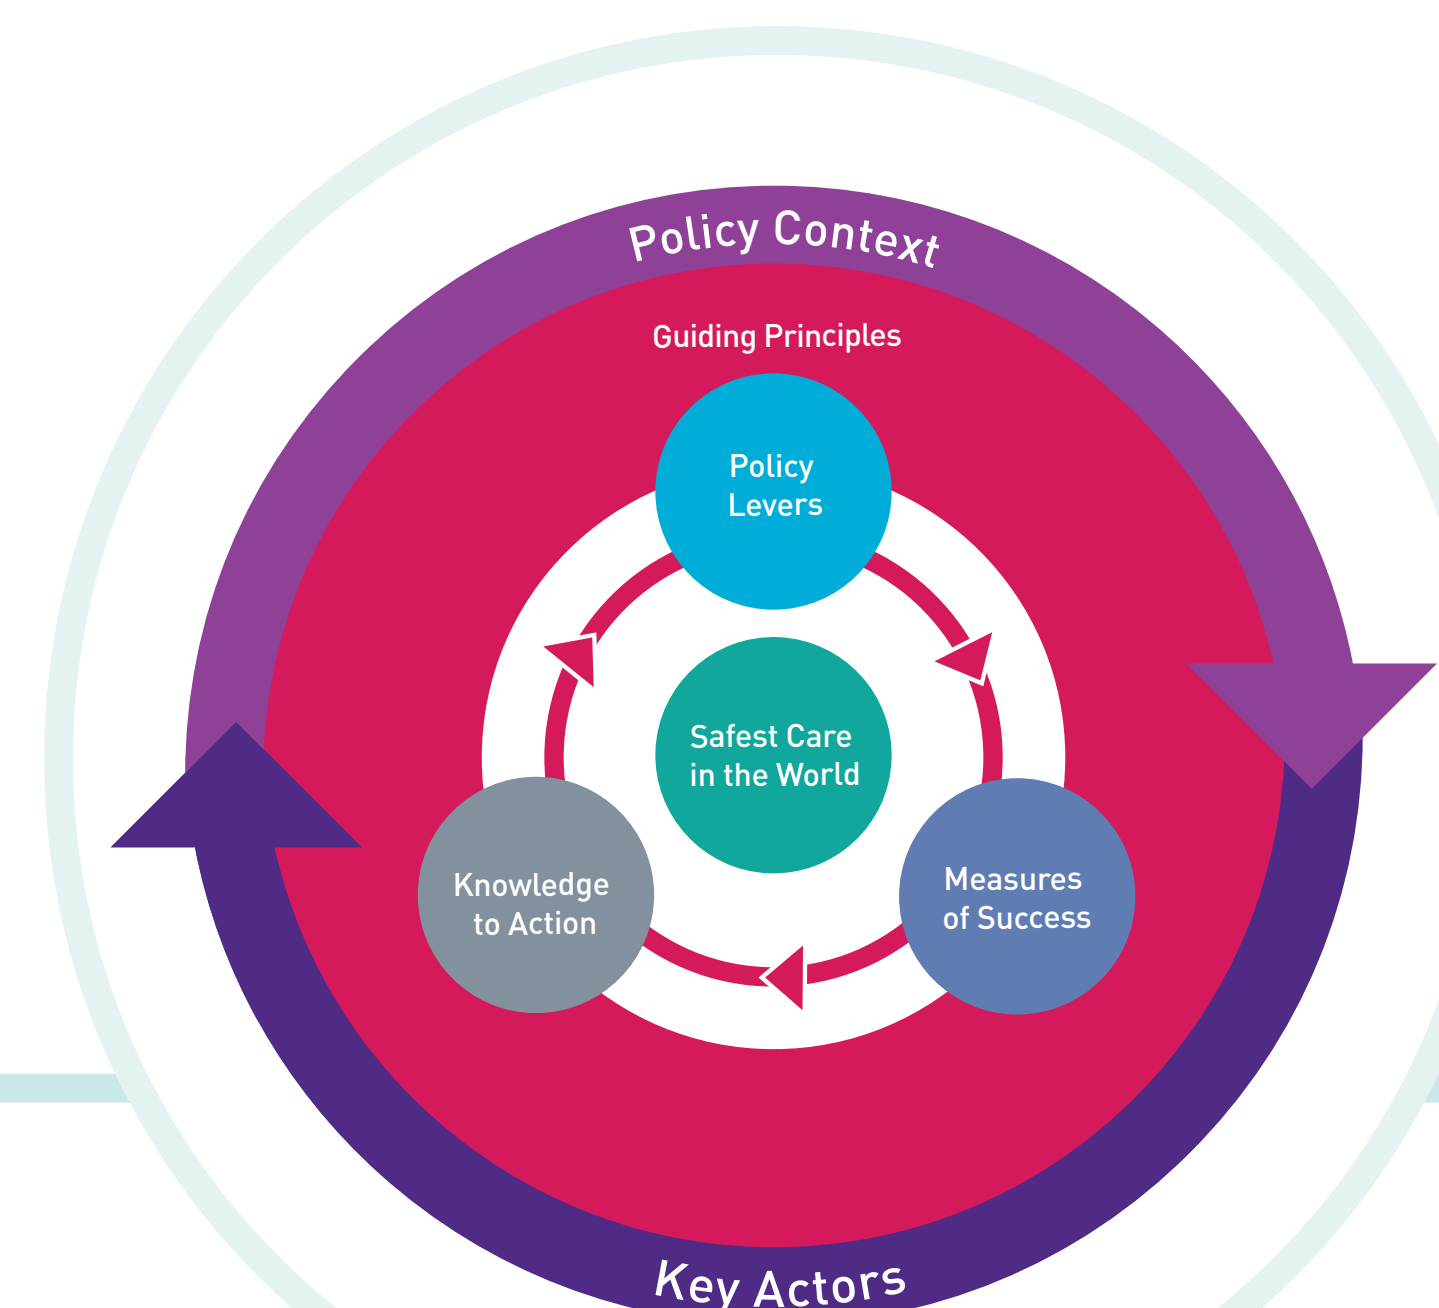 Policy Context
Guiding Principles
Policy
Levers
Safest Care
in the World
Knowledge
to Action
Measures
of Success
Key Actors